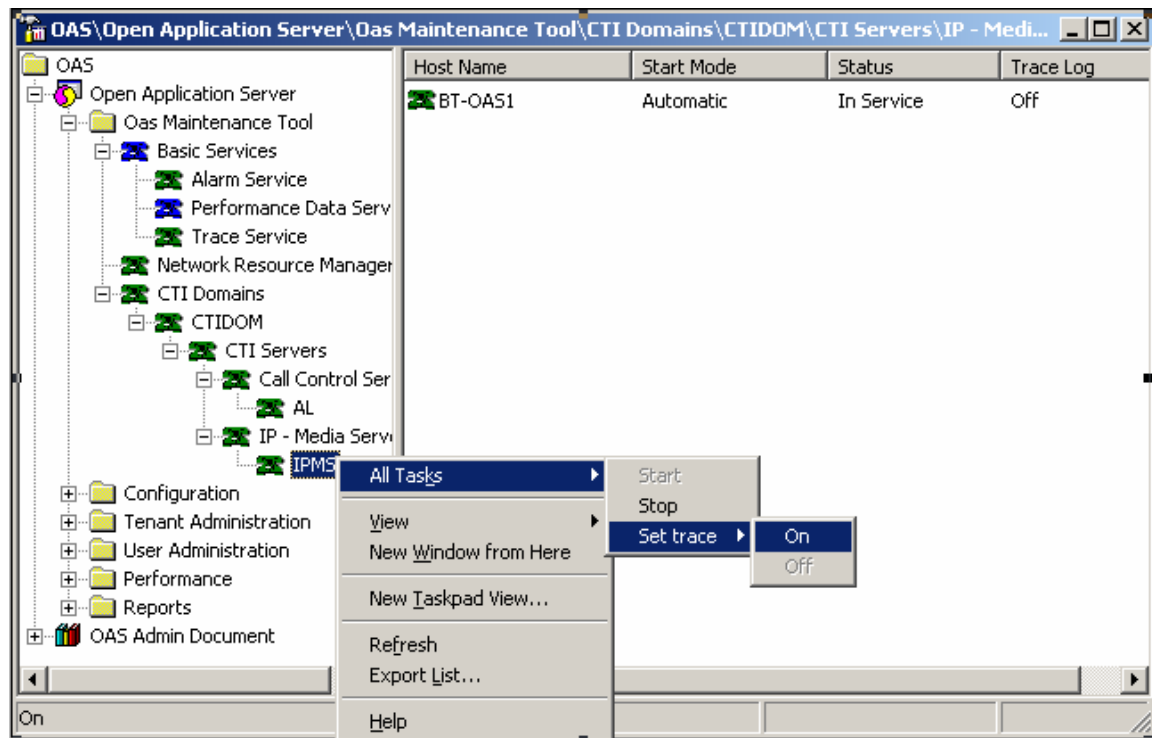 OAS\Open Application Server\Oas Maintenance Tool\CTI Domains\CTIDOM\CTI Servers\IP - Medi...
OAS
Host Name Start Mode Status Trace Log
Open Application Server
BT-OAS1 Automatic In Service Off
Oas Maintenance Tool
Basic Services
Alarm Service
Performance Data Serv
Trace Service
Network Resource Manager
CTI Domains
CTIDOM
CTI Servers
Call Control Ser
AL
IP - Media Serv
IPMS
Configuration
Tenant Administration
User Administration
Performance
Reports
OAS Admin Document
All Tasks
View
New Window from Here
New Taskpad View...
Refresh
Export List...
Help
Start
Stop
Set trace
On
Off
On